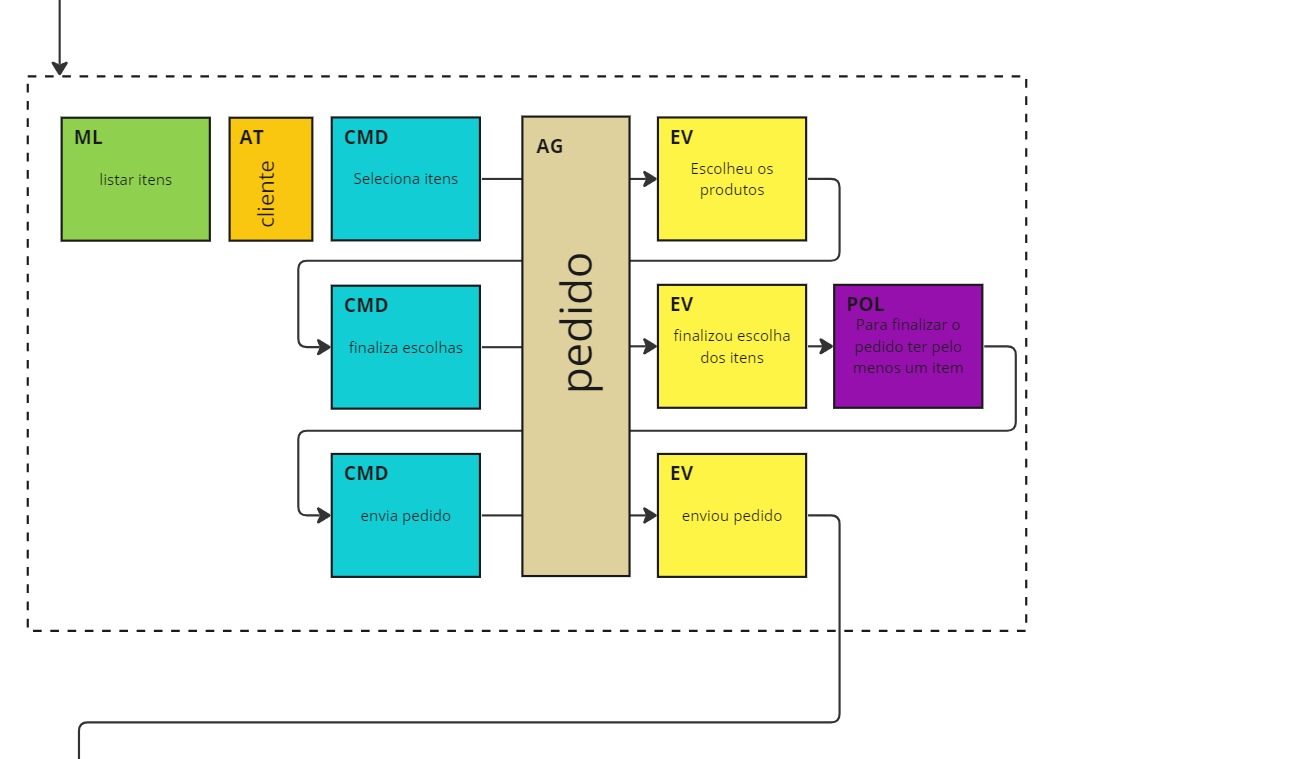 ML
listar itens
AT
cliente
CMD
Seleciona itens
AG
pedido
EV
Escolheu os
produtos
CMD
finaliza escolhas
EV
finalizou escolha
dos itens
POL
Para finalizar o
pedido ter pelo
menos um item
CMD
envia pedido
EV
enviou pedido